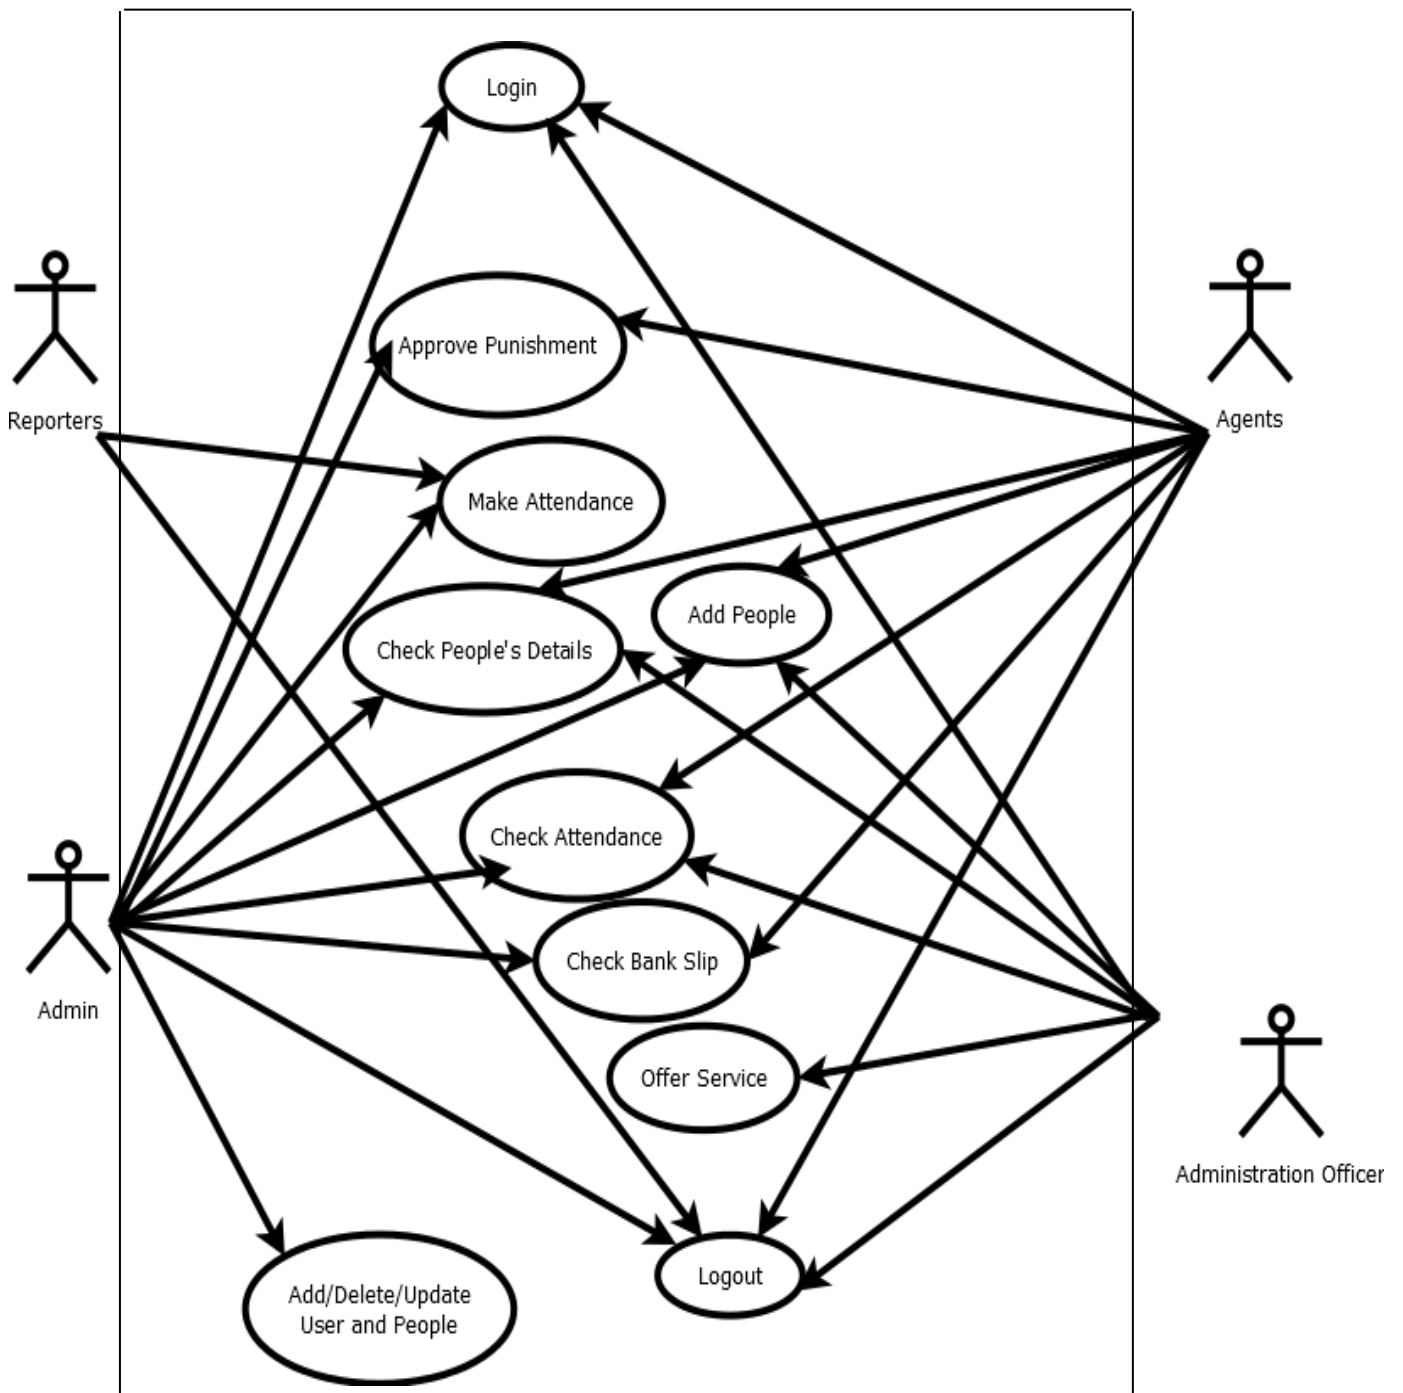 Login
Approve Punishment
Reporters
Agents
Make Attendance
Add People
Check People's Details
Check Attendance
Check Bank Slip
Admin
Offer Service
Administration Officer
Logout
Add/Delete/Update
User and People